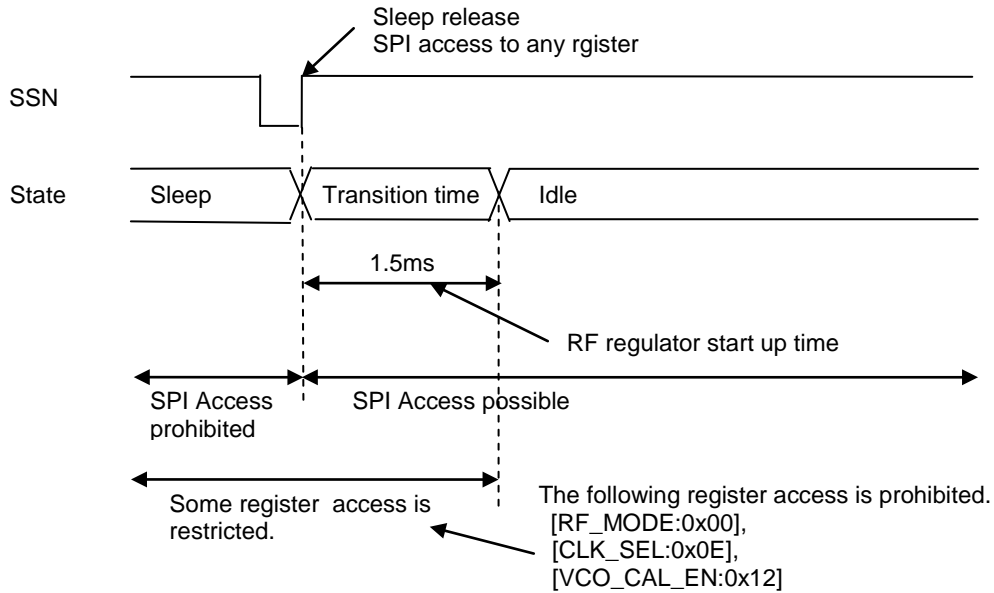 Sleep release
SPI access to any rgister
SSN
State
Sleep
Transition time
Idle
1.5ms
RF regulator start up time
SPI Access
prohibited
SPI Access possible
Some register access is
restricted.
The following register access is prohibited.
[RF_MODE:0x00],
[CLK_SEL:0x0E],
[VCO_CAL_EN:0x12]